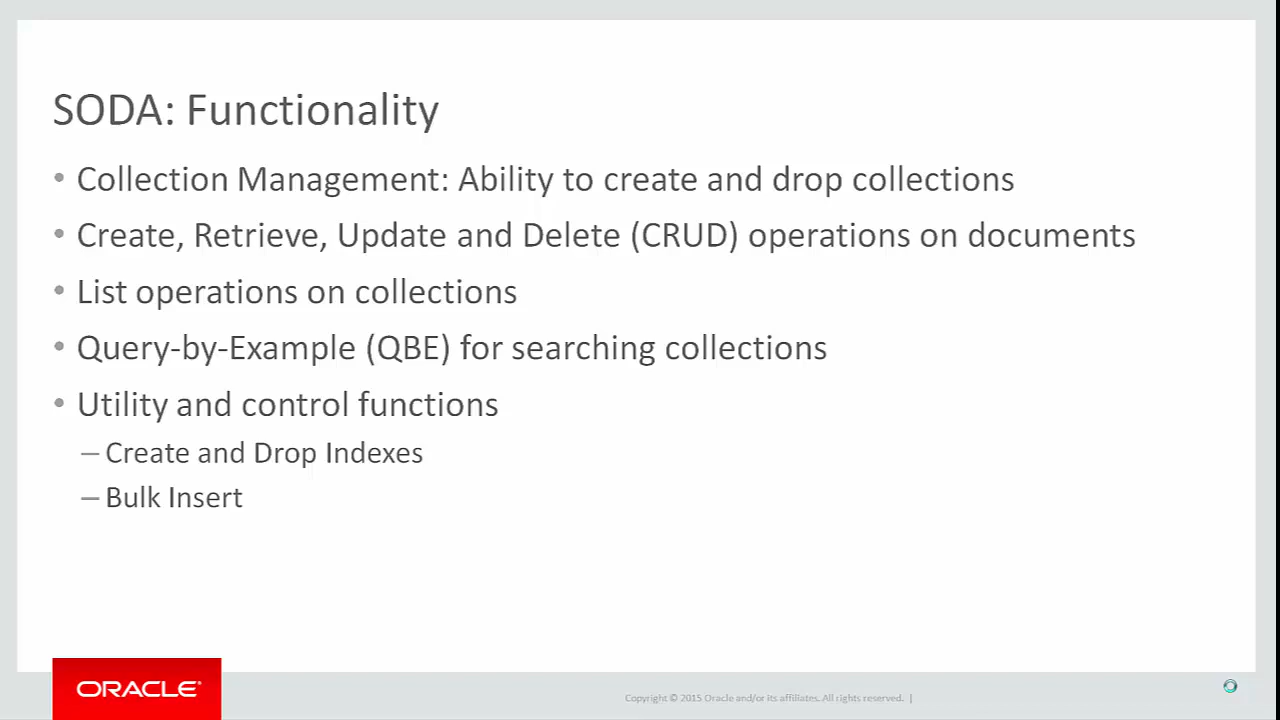 SODA: Functionality
• Collection Management: Ability to create and drop collections
• Create, Retrieve, Update and Delete (CRUD) operations on documents
• List operations on collections
• Query-by-Example (QBE) for searching collections
• Utility and control functions
– Create and Drop Indexes
– Bulk Insert
ORACLE®
Copyright © 2015 Oracle and/or its affiliates. All rights reserved. |